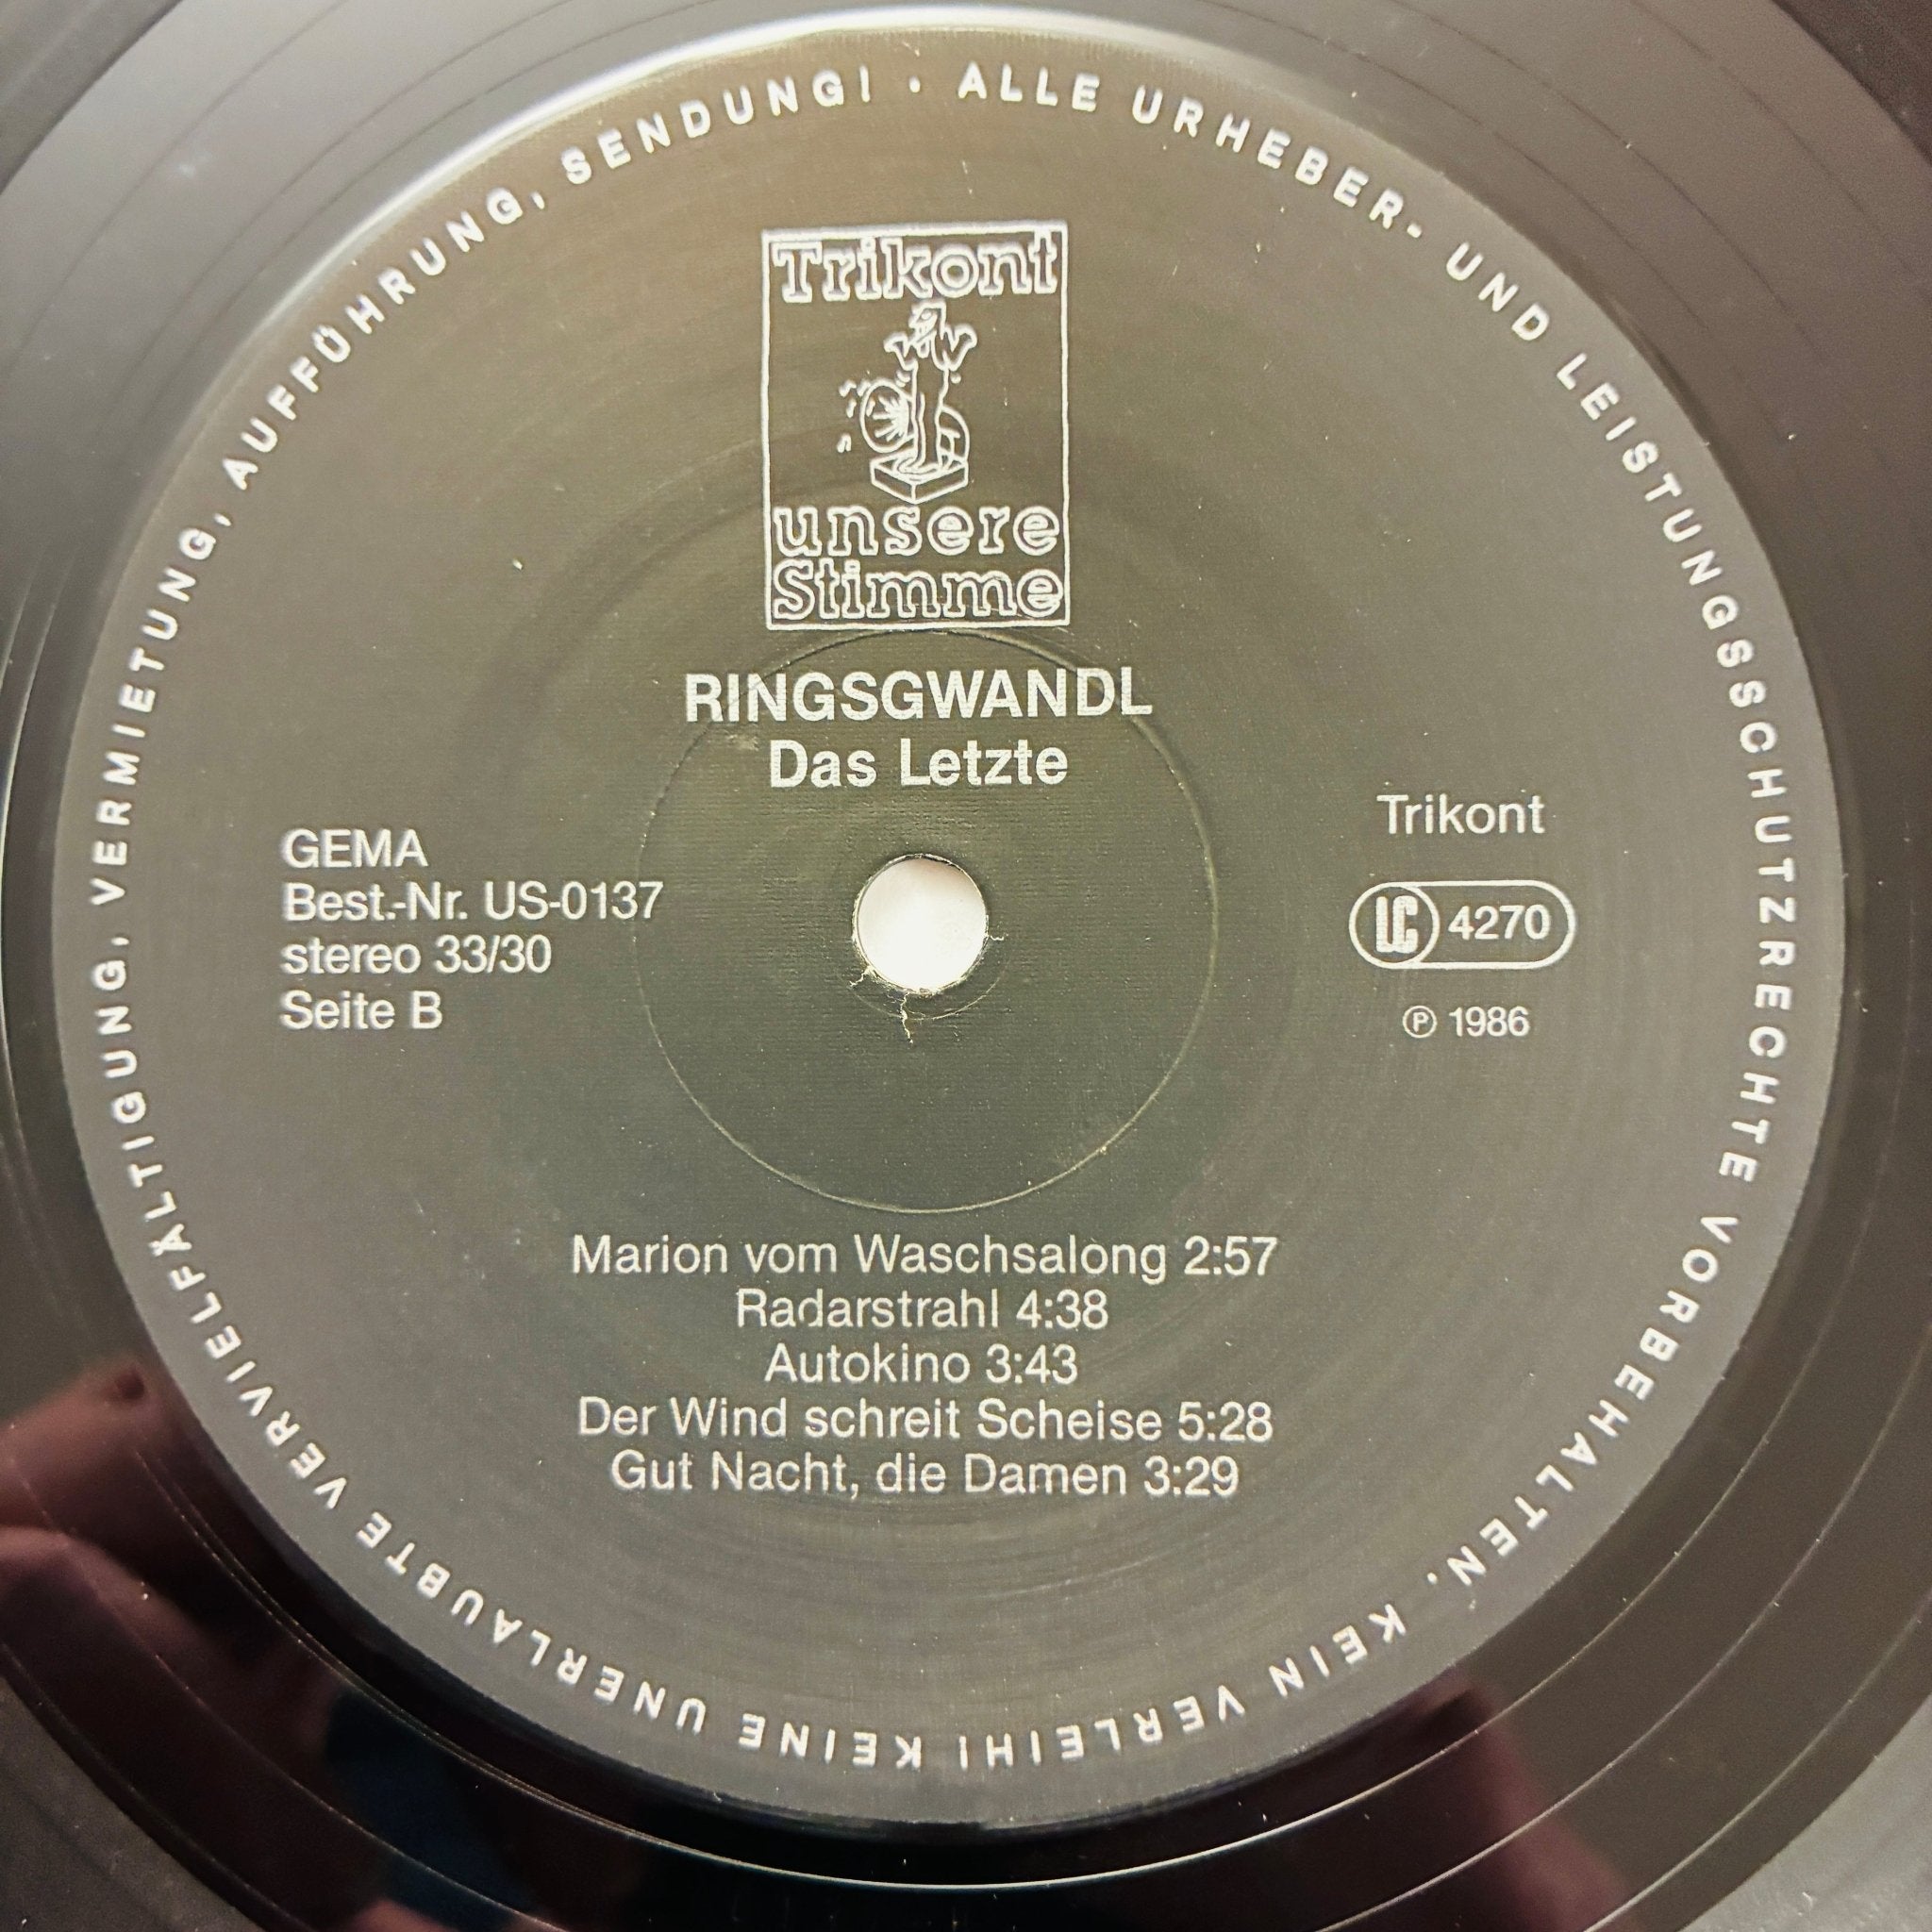 ALLE URHEBER- UND LEISTUNGSSCHUTZRECHTE VORBEHALTEN. KEIN VERLEIH! KEINE UNERLAUBTE VERVIELFÄLTIGUNG, VERMIETUNG, AUFFÜHRUNG, SENDUNG! ·
Trikont
unsere
Stimme
RINGSGWANDL
Das Letzte
GEMA
Best.-Nr. US-0137
stereo 33/30
Seite B
Trikont
LC 4270
℗ 1986
Marion vom Waschsalong 2:57
Radarstrahl 4:38
Autokino 3:43
Der Wind schreit Scheise 5:28
Gut Nacht, die Damen 3:29